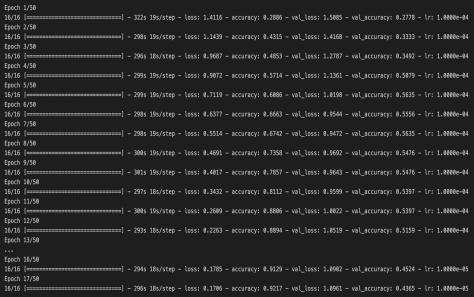 Epoch 1/50
16/16 [==============================] - 322s 19s/step - loss: 1.4116 - accuracy: 0.2886 - val_loss: 1.5085 - val_accuracy: 0.2778 - lr: 1.0000e-04
Epoch 2/50
16/16 [==============================] - 298s 19s/step - loss: 1.1439 - accuracy: 0.4315 - val_loss: 1.4168 - val_accuracy: 0.3333 - lr: 1.0000e-04
Epoch 3/50
16/16 [==============================] - 296s 18s/step - loss: 0.9687 - accuracy: 0.4853 - val_loss: 1.2787 - val_accuracy: 0.3492 - lr: 1.0000e-04
Epoch 4/50
16/16 [==============================] - 299s 19s/step - loss: 0.9072 - accuracy: 0.5714 - val_loss: 1.1361 - val_accuracy: 0.5079 - lr: 1.0000e-04
Epoch 5/50
16/16 [==============================] - 299s 19s/step - loss: 0.7119 - accuracy: 0.6086 - val_loss: 1.0198 - val_accuracy: 0.5635 - lr: 1.0000e-04
Epoch 6/50
16/16 [==============================] - 298s 19s/step - loss: 0.6377 - accuracy: 0.6663 - val_loss: 0.9544 - val_accuracy: 0.5556 - lr: 1.0000e-04
Epoch 7/50
16/16 [==============================] - 298s 19s/step - loss: 0.5514 - accuracy: 0.6742 - val_loss: 0.9472 - val_accuracy: 0.5635 - lr: 1.0000e-04
Epoch 8/50
16/16 [==============================] - 300s 19s/step - loss: 0.4691 - accuracy: 0.7358 - val_loss: 0.9692 - val_accuracy: 0.5476 - lr: 1.0000e-04
Epoch 9/50
16/16 [==============================] - 301s 19s/step - loss: 0.4017 - accuracy: 0.7857 - val_loss: 0.9643 - val_accuracy: 0.5476 - lr: 1.0000e-04
Epoch 10/50
16/16 [==============================] - 297s 18s/step - loss: 0.3432 - accuracy: 0.8112 - val_loss: 0.9599 - val_accuracy: 0.5397 - lr: 1.0000e-04
Epoch 11/50
16/16 [==============================] - 300s 19s/step - loss: 0.2609 - accuracy: 0.8806 - val_loss: 1.0022 - val_accuracy: 0.5397 - lr: 1.0000e-04
Epoch 12/50
16/16 [==============================] - 293s 18s/step - loss: 0.2263 - accuracy: 0.8894 - val_loss: 1.0519 - val_accuracy: 0.5159 - lr: 1.0000e-04
Epoch 13/50
...
Epoch 16/50
16/16 [==============================] - 294s 18s/step - loss: 0.1785 - accuracy: 0.9129 - val_loss: 1.0902 - val_accuracy: 0.4524 - lr: 1.0000e-05
Epoch 17/50
16/16 [==============================] - 296s 18s/step - loss: 0.1706 - accuracy: 0.9217 - val_loss: 1.0961 - val_accuracy: 0.4365 - lr: 1.0000e-05